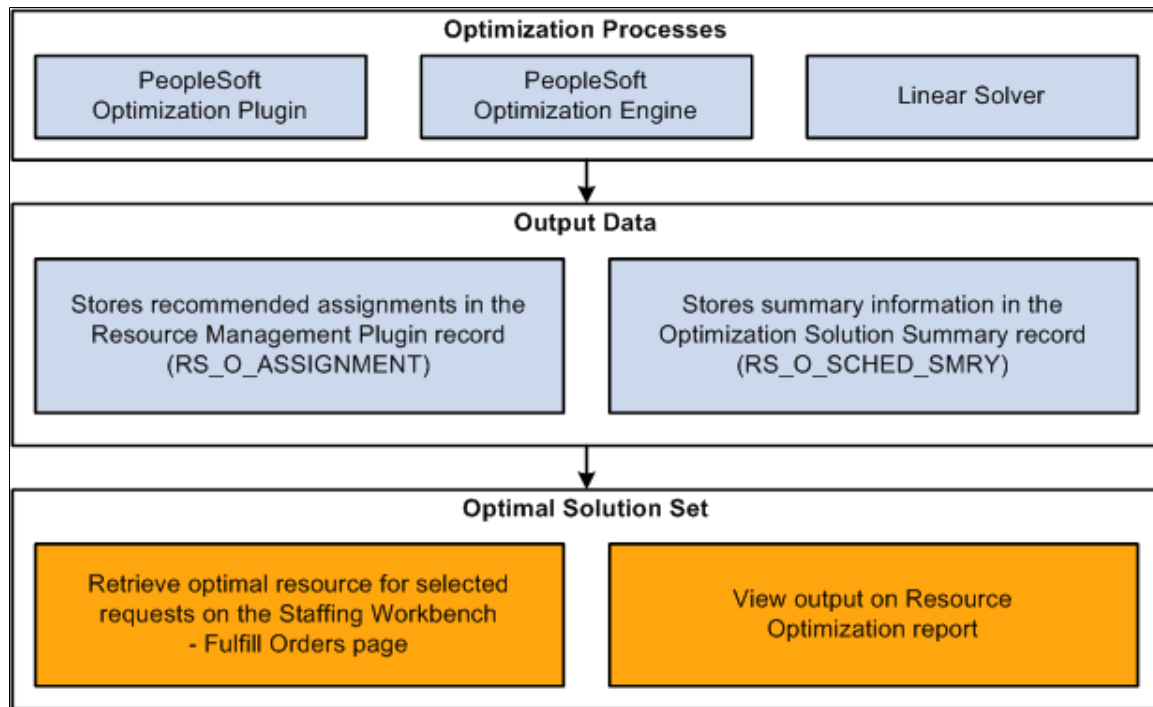 Optimization Processes
PeopleSoft
Optimization Plugin
PeopleSoft
Optimization Engine
Linear Solver
Output Data
Stores recommended assignments in the
Resource Management Plugin record
(RS_O_ASSIGNMENT)
Stores summary information in the
Optimization Solution Summary record
(RS_O_SCHED_SMRY)
Optimal Solution Set
Retrieve optimal resource for selected
requests on the Staffing Workbench
- Fulfill Orders page
View output on Resource
Optimization report